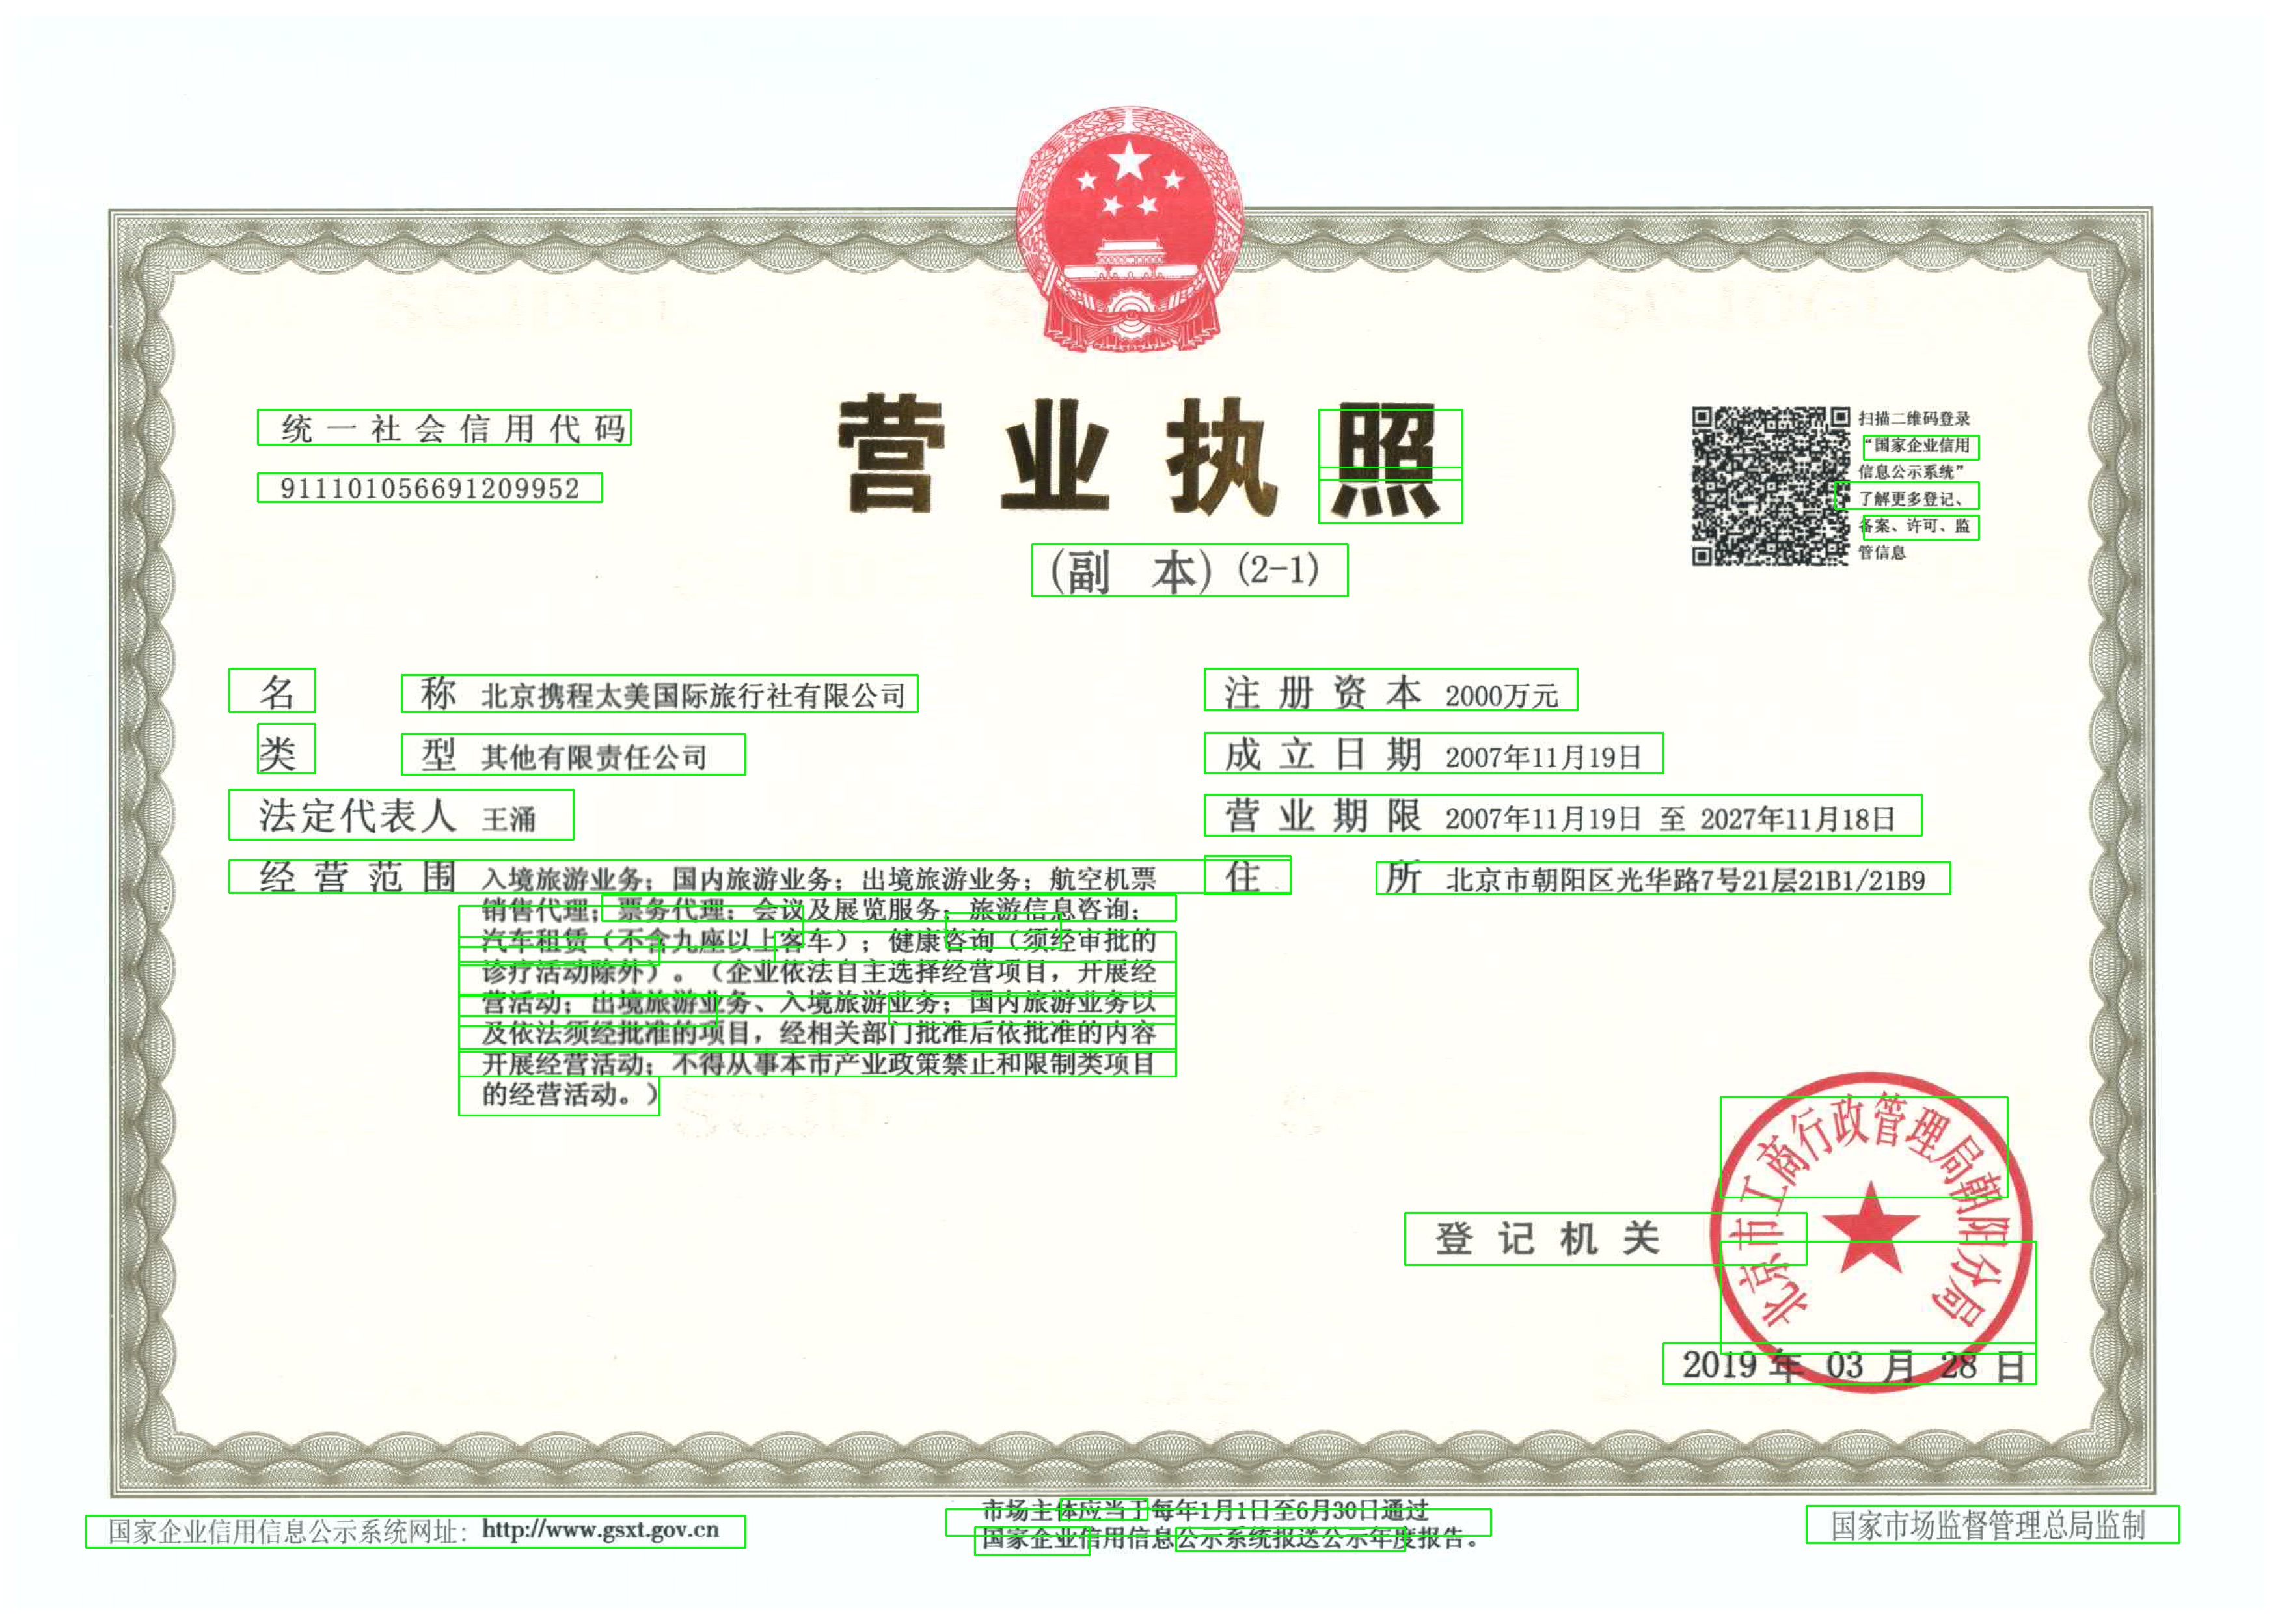 营业执照
(副 本) (2-1)
统一社会信用代码
911101056691209952
扫描二维码登录
“国家企业信用
信息公示系统”
了解更多登记、
备案、许可、监
管信息
名 称 北京携程太美国际旅行社有限公司
类 型 其他有限责任公司
法定代表人 王涌
经营范围 入境旅游业务；国内旅游业务；出境旅游业务；航空机票
销售代理；票务代理；会议及展览服务；旅游信息咨询；
汽车租赁（不含九座以上客车）；健康咨询（须经审批的
诊疗活动除外）。（企业依法自主选择经营项目，开展经
营活动；出境旅游业务、入境旅游业务；国内旅游业务以
及依法须经批准的项目，经相关部门批准后依批准的内容
开展经营活动；不得从事本市产业政策禁止和限制类项目
的经营活动。）
注册资本 2000万元
成立日期 2007年11月19日
营业期限 2007年11月19日 至 2027年11月18日
住 所 北京市朝阳区光华路7号21层21B1/21B9
登记机关
北京市工商行政管理局朝阳分局
2019 年 03 月 28 日
国家企业信用信息公示系统网址：http://www.gsxt.gov.cn
市场主体应当于每年1月1日至6月30日通过
国家企业信用信息公示系统报送公示年度报告。
国家市场监督管理总局监制